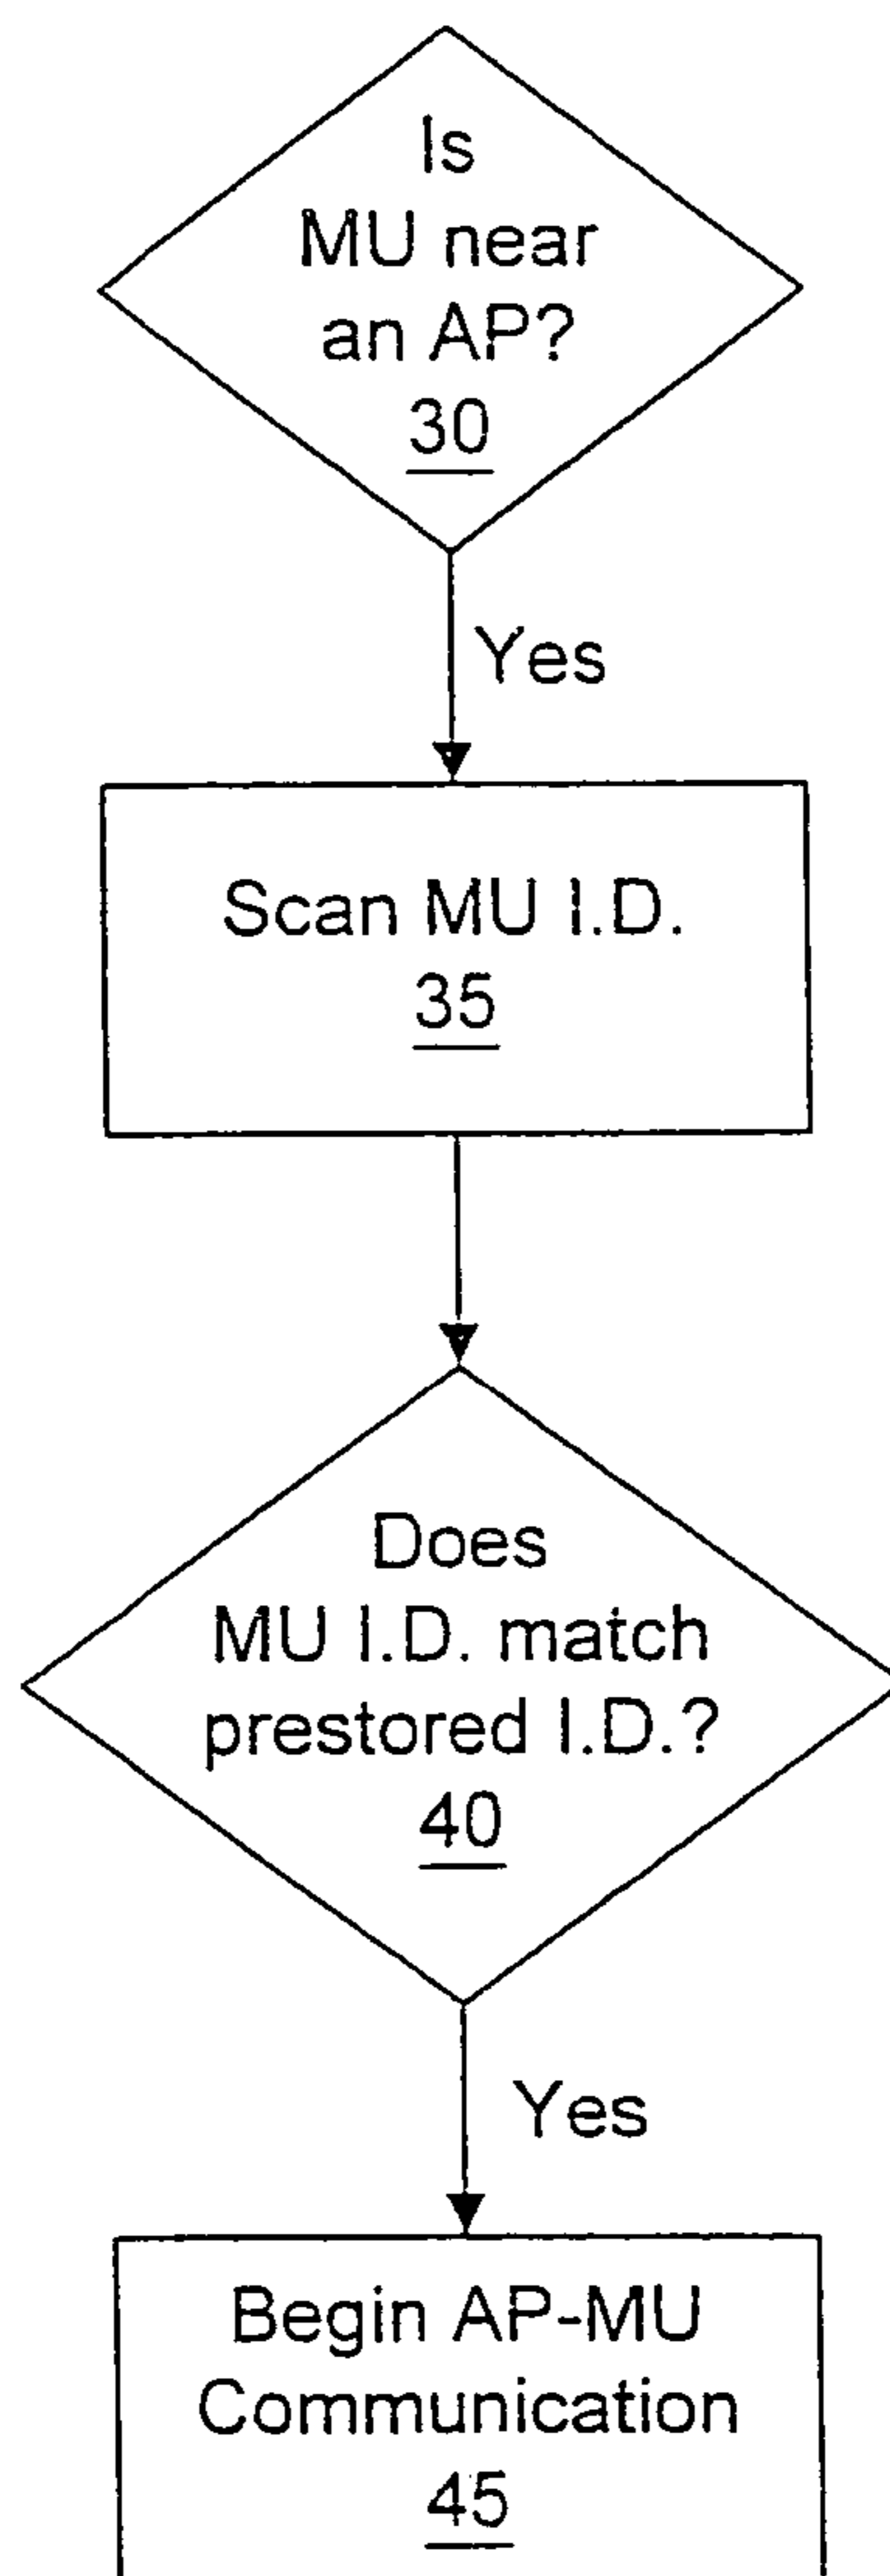 Is
MU near
an AP?
30
Yes
Scan MU I.D.
35
Does
MU I.D. match
prestored I.D.?
40
Yes
Begin AP-MU
Communication
45